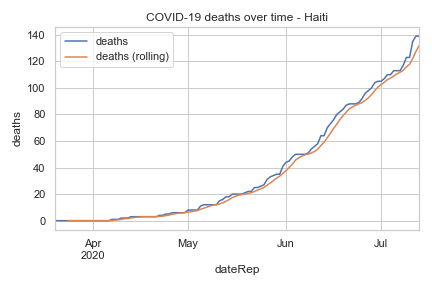 COVID-19 deaths over time - Haiti
deaths
deaths (rolling)
140
120
100
80
60
40
20
0
deaths
Apr
2020
May
Jun
Jul
dateRep